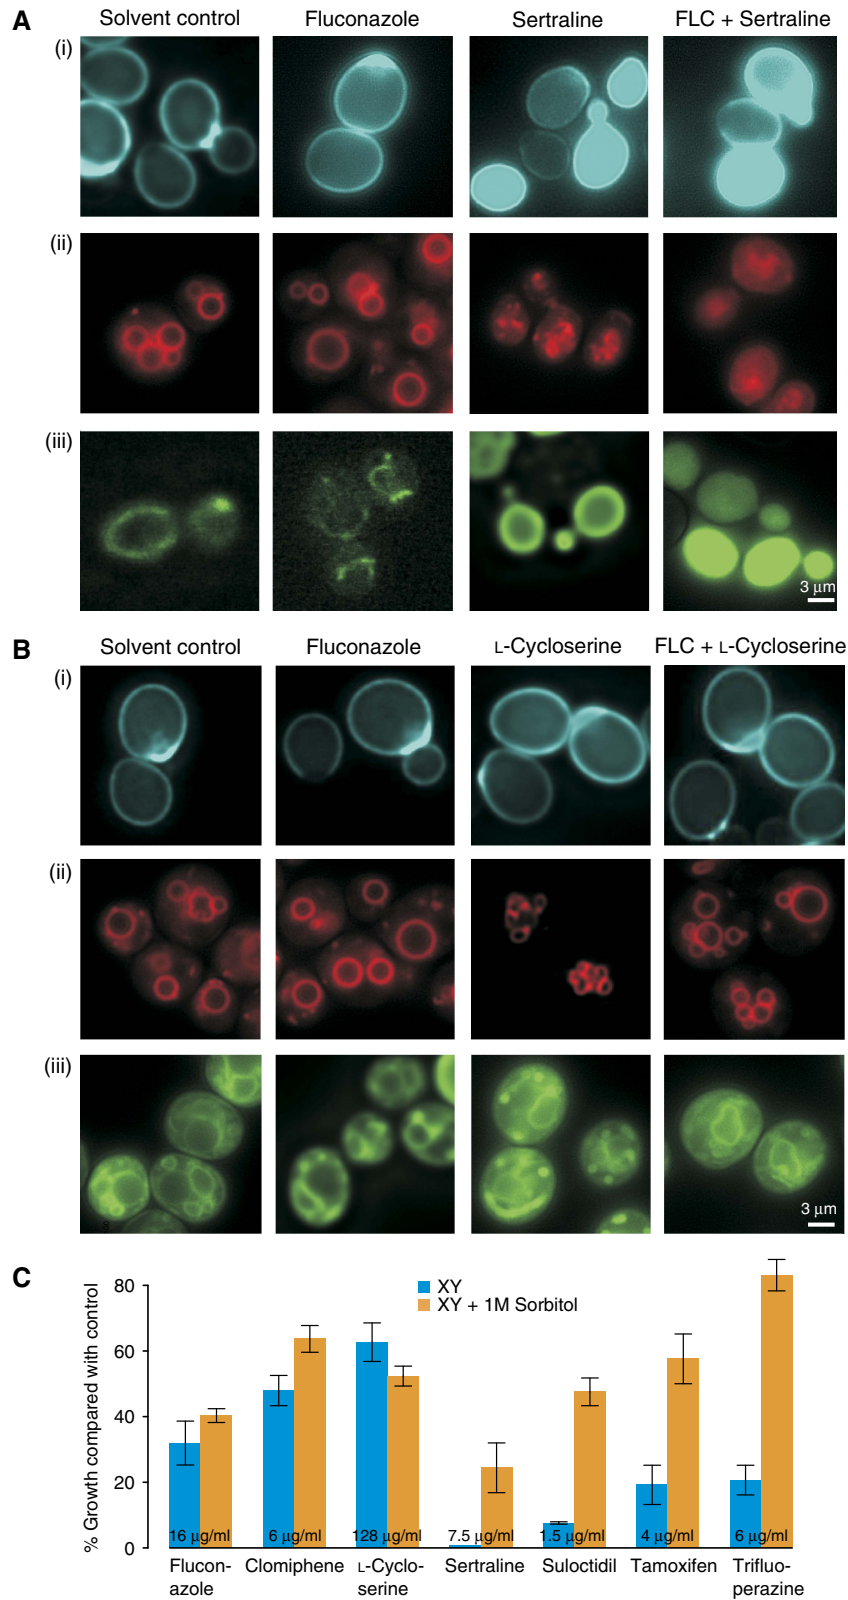 A
Solvent control
Fluconazole
Sertraline
FLC + Sertraline
(i)
(ii)
(iii)
3 μm
B
Solvent control
Fluconazole
L-Cycloserine
FLC + L-Cycloserine
(i)
(ii)
(iii)
3 μm
C
% Growth compared with control
80
60
40
20
0
XY
XY + 1M Sorbitol
16 μg/ml
6 μg/ml
128 μg/ml
7.5 μg/ml
1.5 μg/ml
4 μg/ml
6 μg/ml
Flucon-
azole
Clomiphene
L-Cyclo-
serine
Sertraline
Suloctidil
Tamoxifen
Trifluo-
perazine